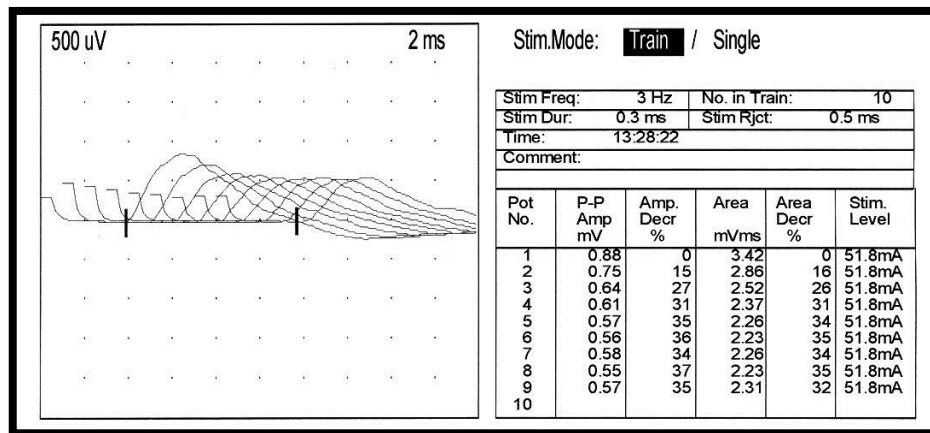 500 uV 2 ms
Stim.Mode: Train / Single
Stim Freq: 3 Hz No. in Train: 10
Stim Dur: 0.3 ms Stim Rjct: 0.5 ms
Time: 13:28:22
Comment:
Pot No. P-P Amp mV Amp. Decr % Area mVms Area Decr % Stim. Level
1 0.88 0 3.42 0 51.8mA
2 0.75 15 2.86 16 51.8mA
3 0.64 27 2.52 26 51.8mA
4 0.61 31 2.37 31 51.8mA
5 0.57 35 2.26 34 51.8mA
6 0.56 36 2.23 35 51.8mA
7 0.58 34 2.26 34 51.8mA
8 0.55 37 2.23 35 51.8mA
9 0.57 35 2.31 32 51.8mA
10